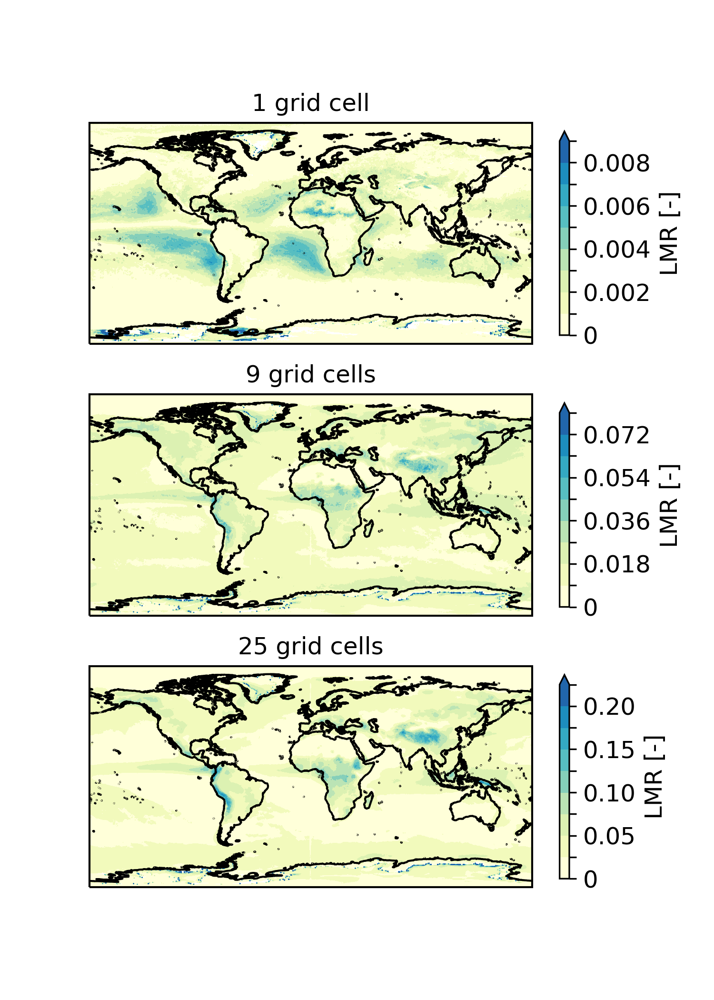 1 grid cell
0.008
0.006
0.004
0.002
0
LMR [-]
9 grid cells
0.072
0.054
0.036
0.018
0
LMR [-]
25 grid cells
0.20
0.15
0.10
0.05
0
LMR [-]